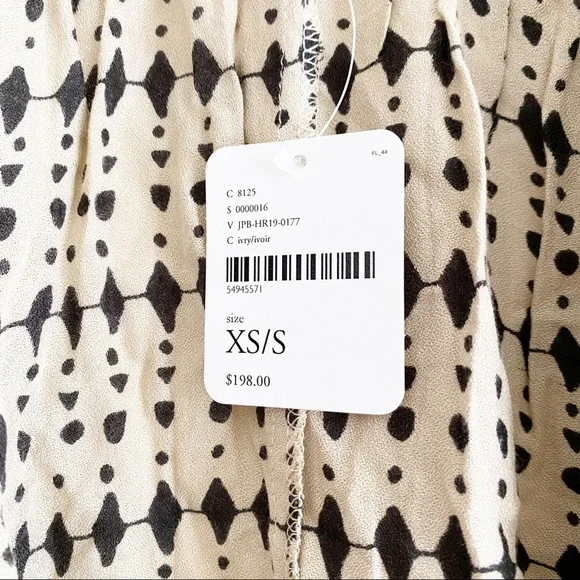 FL_44
C 8125
S 0000016
V JPB-HR19-0177
C ivry/ivoir
54945571
size
XS/S
$198.00